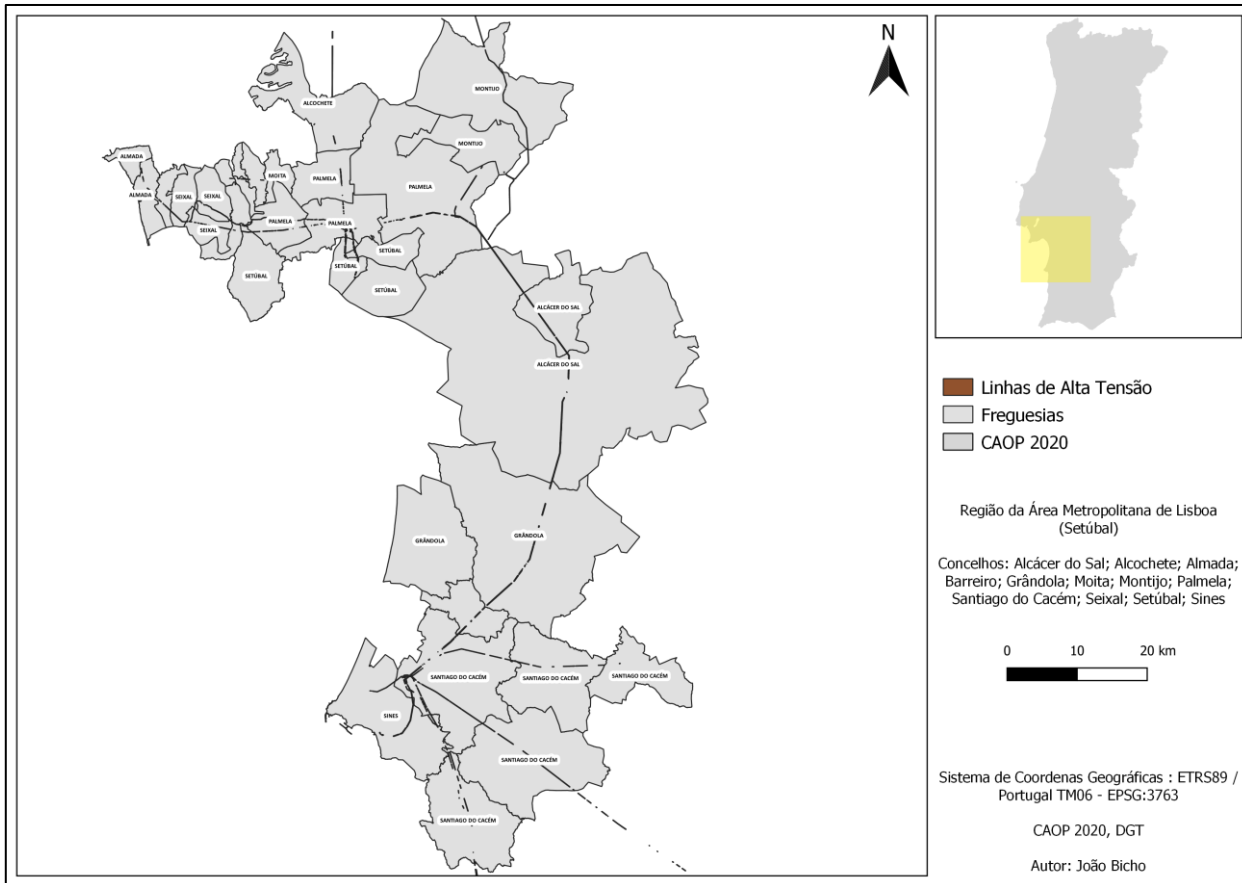 N
MONTIJO
ALCOCHETE
MONTIJO
ALMADA
MOITA
PALMELA
PALMELA
ALMADA
SEIXAL
SEIXAL
PALMELA
PALMELA
SEIXAL
SETÚBAL
SETÚBAL
SETÚBAL
SETÚBAL
ALCÁCER DO SAL
ALCÁCER DO SAL
GRÂNDOLA
GRÂNDOLA
SANTIAGO DO CACÉM
SANTIAGO DO CACÉM
SANTIAGO DO CACÉM
SINES
SANTIAGO DO CACÉM
SANTIAGO DO CACÉM
Linhas de Alta Tensão
Freguesias
CAOP 2020
Região da Área Metropolitana de Lisboa
(Setúbal)
Concelhos: Alcácer do Sal; Alcochete; Almada;
Barreiro; Grândola; Moita; Montijo; Palmela;
Santiago do Cacém; Seixal; Setúbal; Sines
0 10 20 km
Sistema de Coordenas Geográficas : ETRS89 /
Portugal TM06 - EPSG:3763
CAOP 2020, DGT
Autor: João Bicho